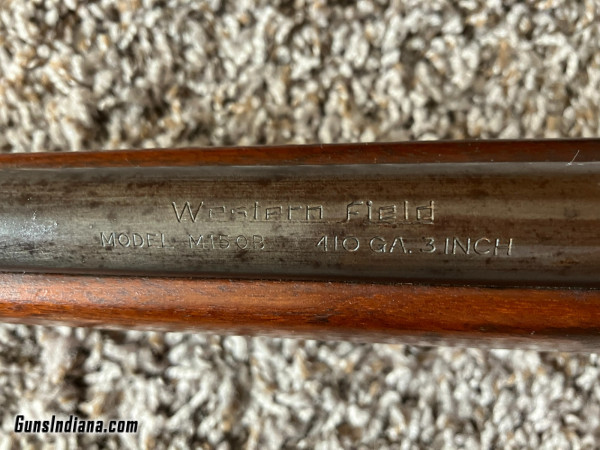 Western Field
MODEL M150B 410 GA. 3 INCH
GunsIndiana.com